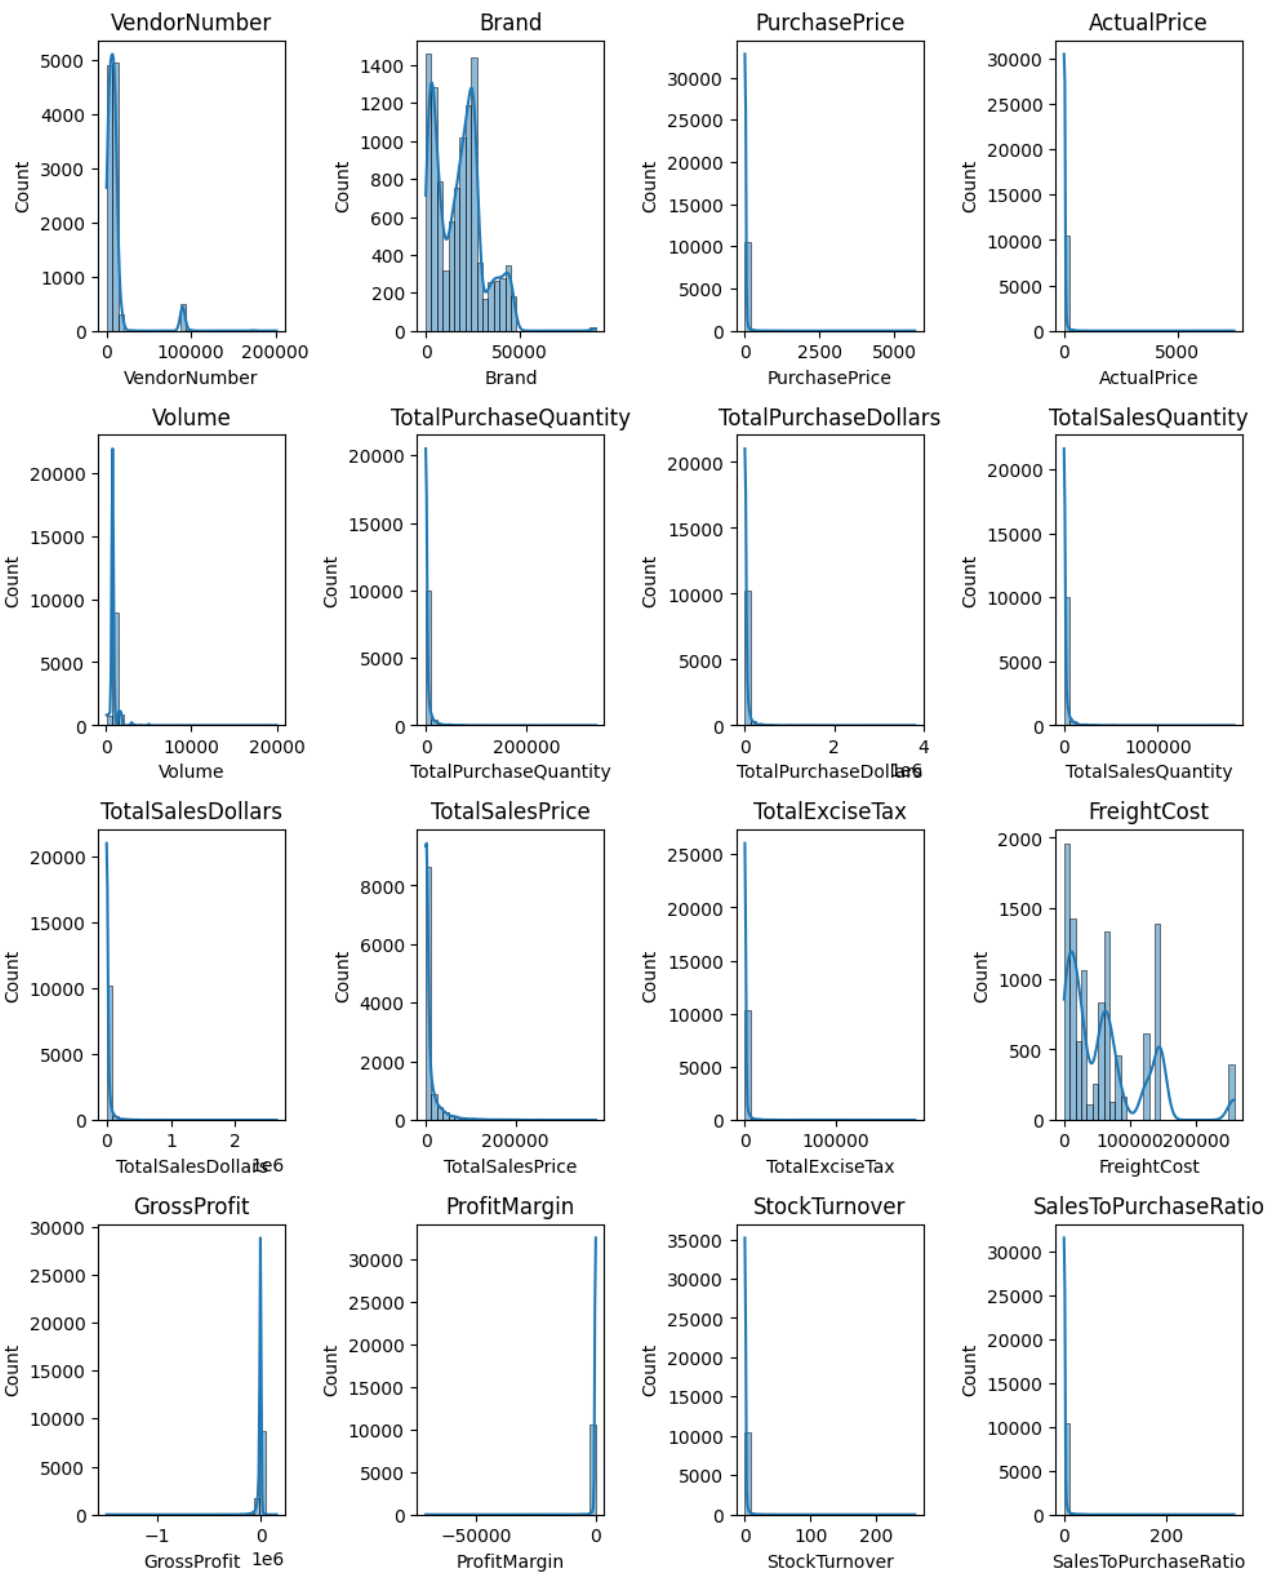 VendorNumber Brand PurchasePrice ActualPrice
5000
4000
3000
2000
1000
0
Count
0 100000 200000
VendorNumber
1400
1200
1000
800
600
400
200
0
Count
0 50000
Brand
30000
25000
20000
15000
10000
5000
0
Count
0 2500 5000
PurchasePrice
30000
25000
20000
15000
10000
5000
0
Count
0 5000
ActualPrice
Volume TotalPurchaseQuantity TotalPurchaseDollars TotalSalesQuantity
20000
15000
10000
5000
0
Count
0 10000 20000
Volume
20000
15000
10000
5000
0
Count
0 200000
TotalPurchaseQuantity
20000
15000
10000
5000
0
Count
0 2 4
TotalPurchaseDollars 1e6
20000
15000
10000
5000
0
Count
0 100000
TotalSalesQuantity
TotalSalesDollars TotalSalesPrice TotalExciseTax FreightCost
20000
15000
10000
5000
0
Count
0 1 2
TotalSalesDollars 1e6
8000
6000
4000
2000
0
Count
0 200000
TotalSalesPrice
25000
20000
15000
10000
5000
0
Count
0 100000
TotalExciseTax
2000
1500
1000
500
0
Count
0 100000 200000
FreightCost
GrossProfit ProfitMargin StockTurnover SalesToPurchaseRatio
30000
25000
20000
15000
10000
5000
0
Count
−1 0
GrossProfit 1e6
30000
25000
20000
15000
10000
5000
0
Count
−50000 0
ProfitMargin
35000
30000
25000
20000
15000
10000
5000
0
Count
0 100 200
StockTurnover
30000
25000
20000
15000
10000
5000
0
Count
0 200
SalesToPurchaseRatio